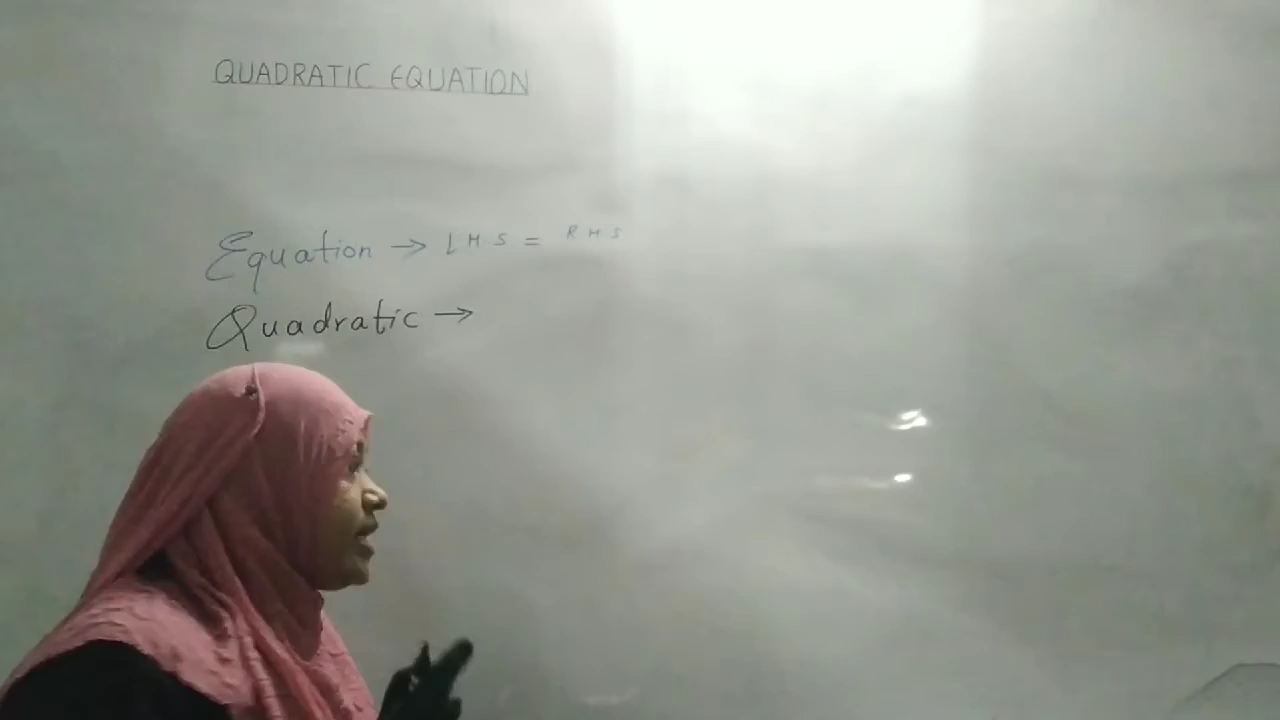 QUADRATIC EQUATION
Equation → LHS = RHS
Quadratic →